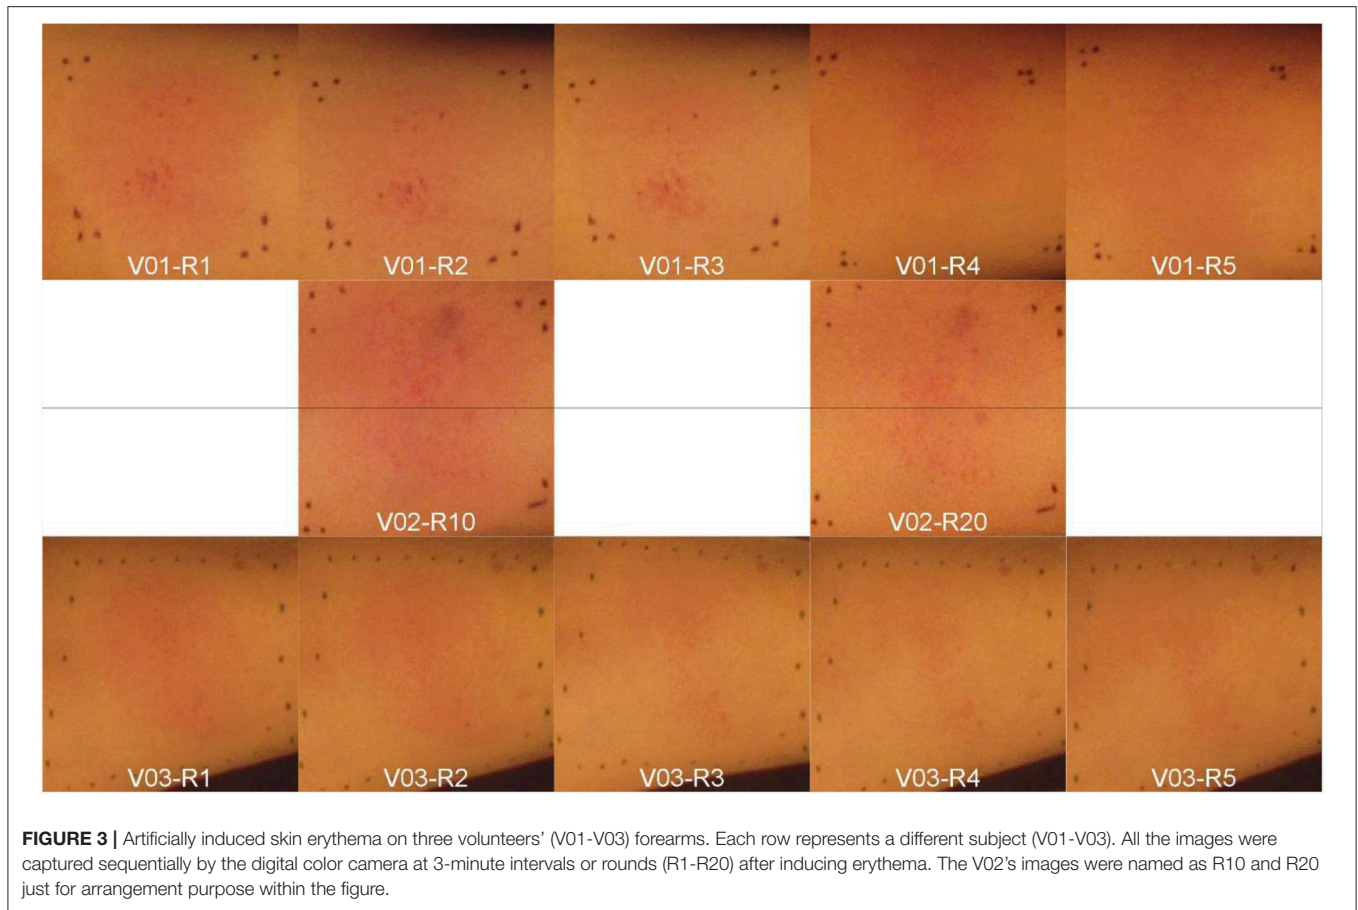 V01-R1 V01-R2 V01-R3 V01-R4 V01-R5
V02-R10 V02-R20
V03-R1 V03-R2 V03-R3 V03-R4 V03-R5
FIGURE 3 | Artificially induced skin erythema on three volunteers’ (V01-V03) forearms. Each row represents a different subject (V01-V03). All the images were
captured sequentially by the digital color camera at 3-minute intervals or rounds (R1-R20) after inducing erythema. The V02’s images were named as R10 and R20
just for arrangement purpose within the figure.